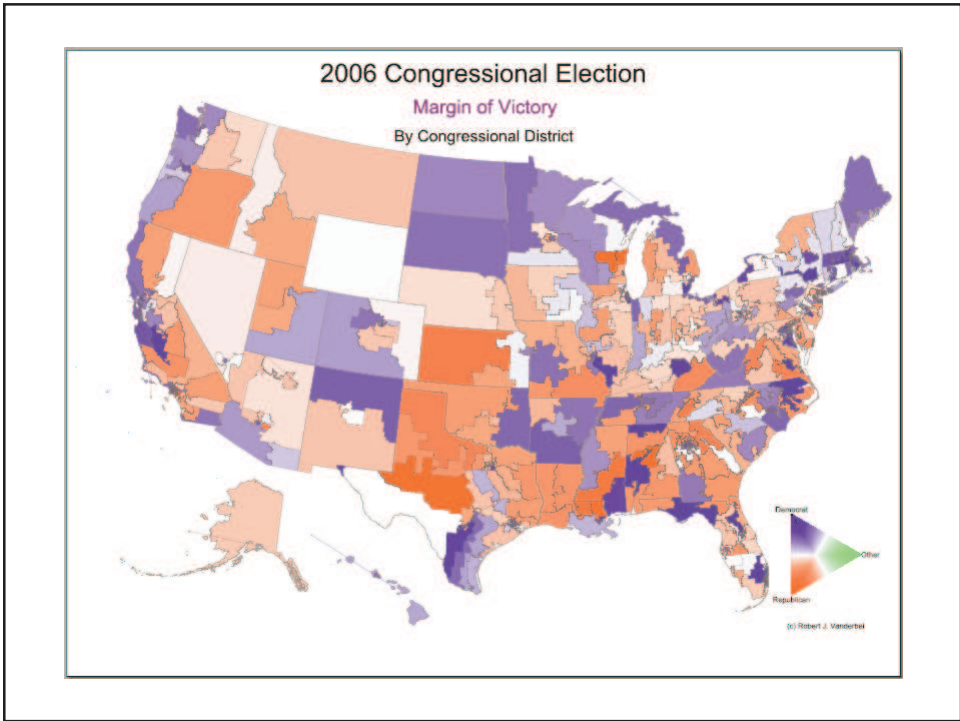 2006 Congressional Election
Margin of Victory
By Congressional District
Democrat
Other
Republican
(c) Robert J. Vanderbei